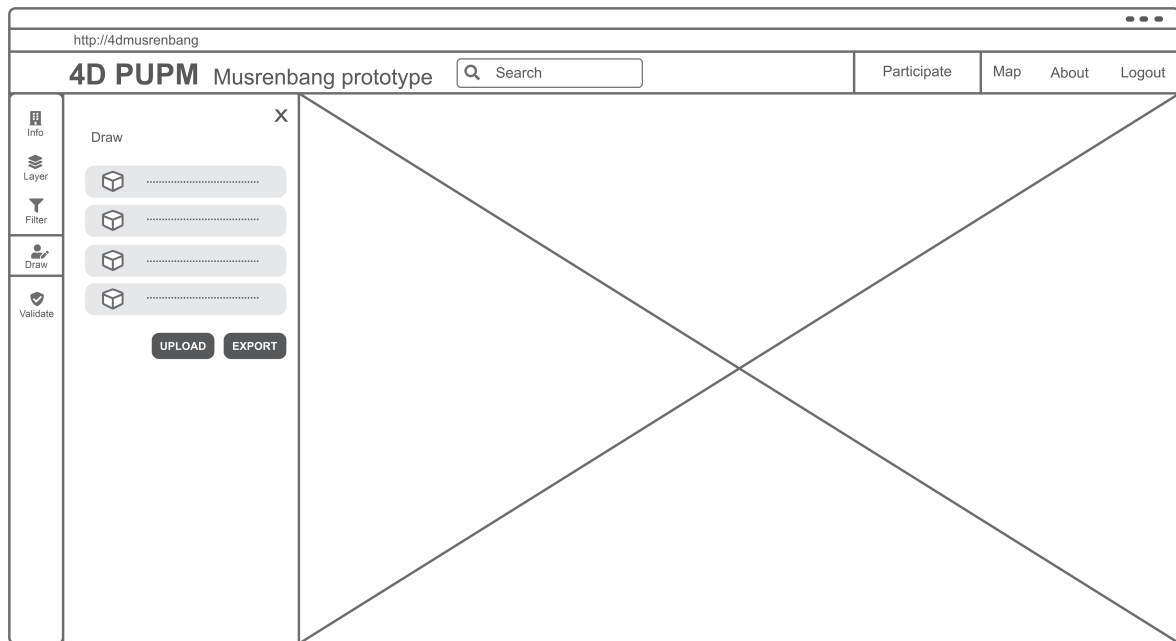 http://4dmusrenbang
4D PUPM Musrenbang prototype
Search
Participate
Map
About
Logout
Info
Layer
Filter
Draw
Validate
X
Draw
UPLOAD
EXPORT